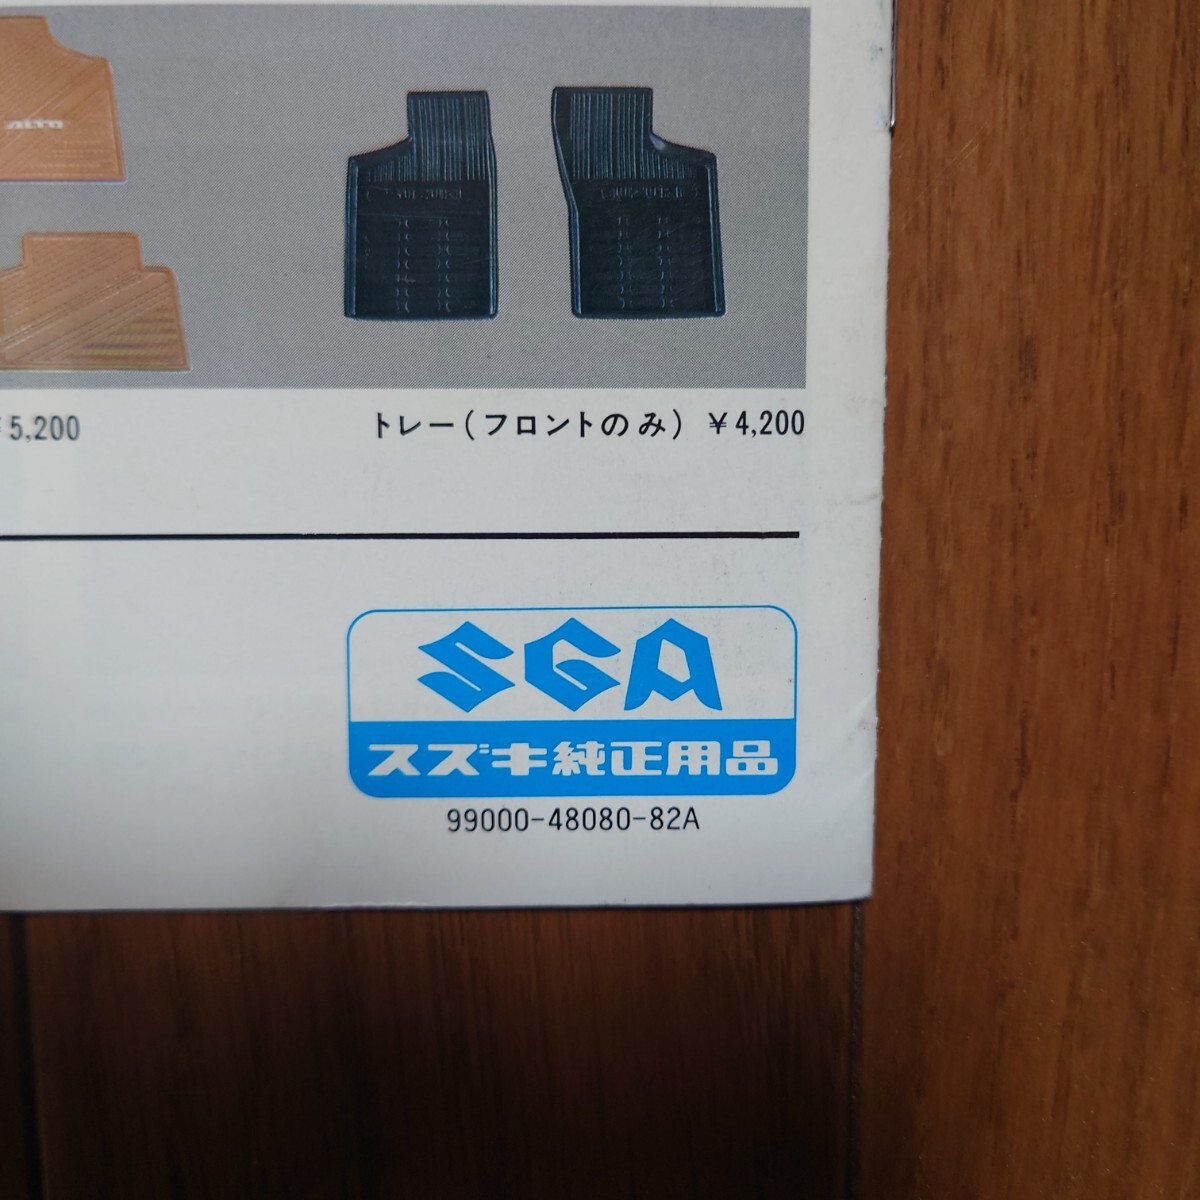 ALTO
¥5,200
トレー(フロントのみ) ¥4,200
SGA
スズキ純正用品
99000-48080-82A